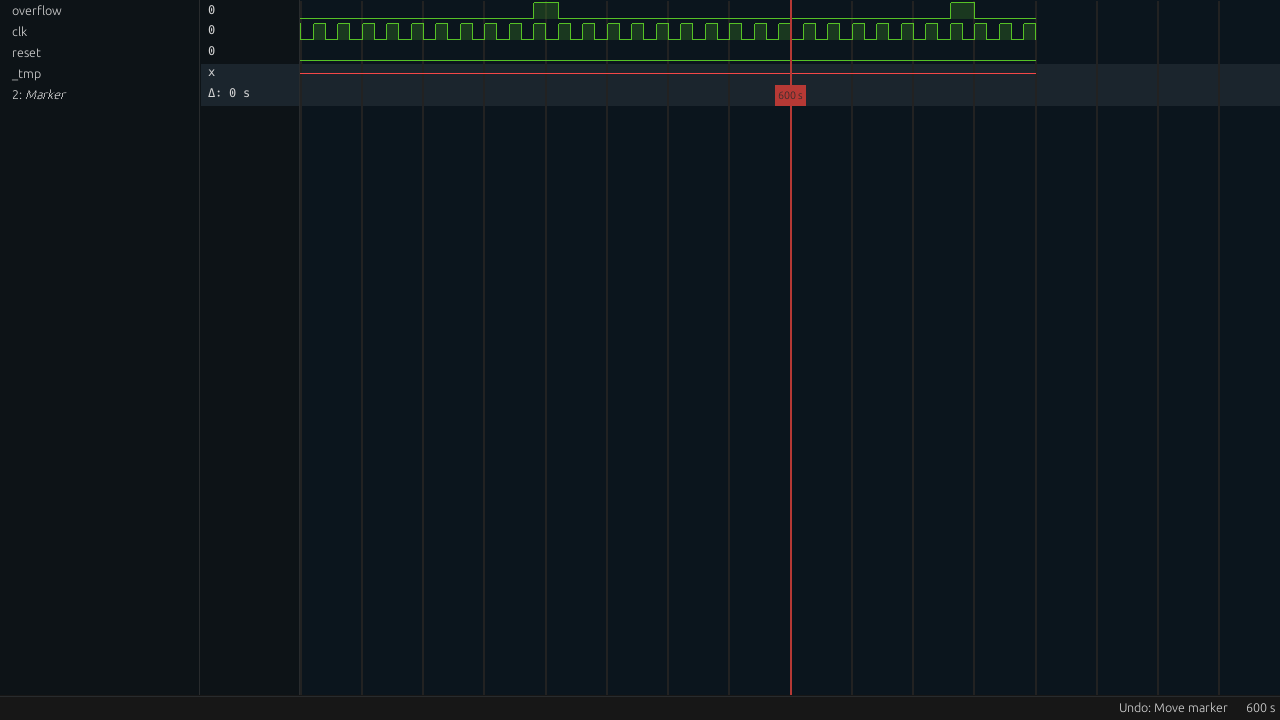 overflow 0
clk 0
reset 0
_tmp x
2: Marker Δ: 0 s 600 s
Undo: Move marker 600 s